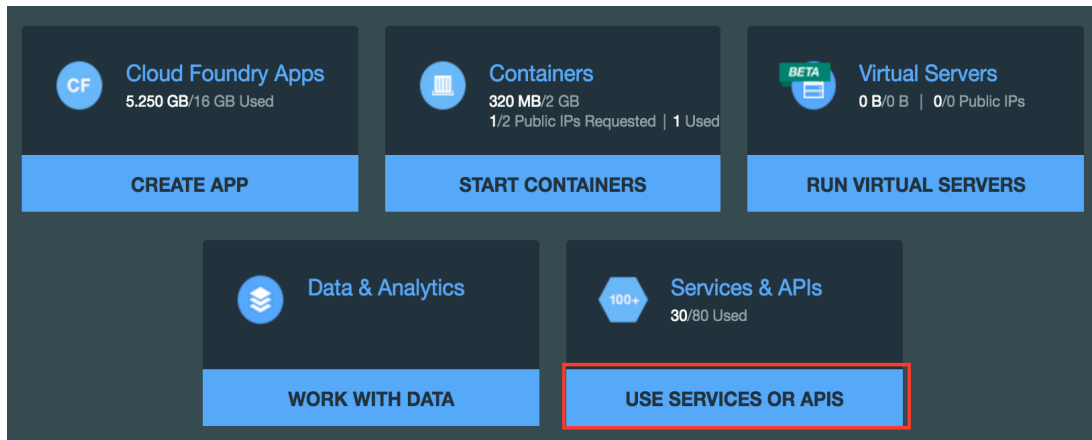 CF
Cloud Foundry Apps
5.250 GB/16 GB Used
CREATE APP
Containers
320 MB/2 GB
1/2 Public IPs Requested | 1 Used
START CONTAINERS
BETA
Virtual Servers
0 B/0 B | 0/0 Public IPs
RUN VIRTUAL SERVERS
Data & Analytics
WORK WITH DATA
100+
Services & APIs
30/80 Used
USE SERVICES OR APIS